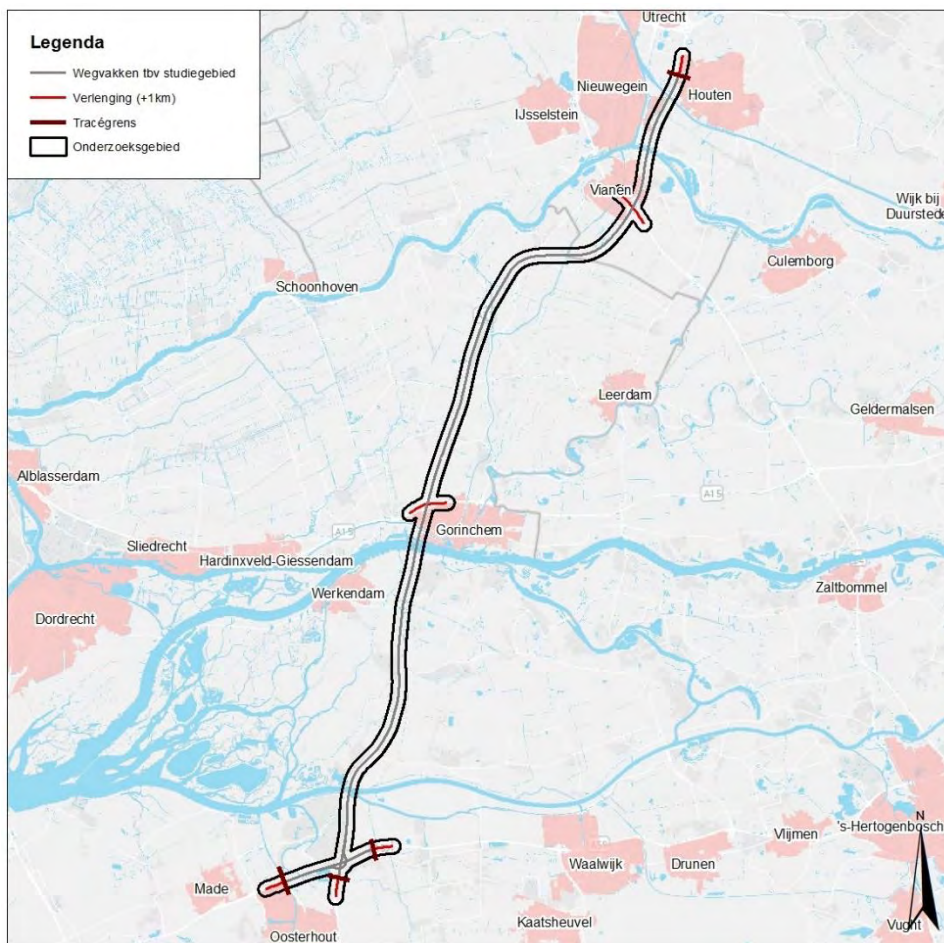 Legenda
Wegvakken tbv studiegebied
Verlenging (+1km)
Tracégrens
Onderzoeksgebied
Utrecht
Nieuwegein
Houten
IJsselstein
Vianen
Wijk bij
Duurstede
Culemborg
Schoonhoven
Leerdam
Geldermalsen
Alblasserdam
A15
A15
Gorinchem
Sliedrecht
Hardinxveld-Giessendam
Werkendam
Zaltbommel
Dordrecht
N
's-Hertogenbosch
Vlijmen
Waalwijk
Drunen
Made
Kaatsheuvel
Vught
Oosterhout